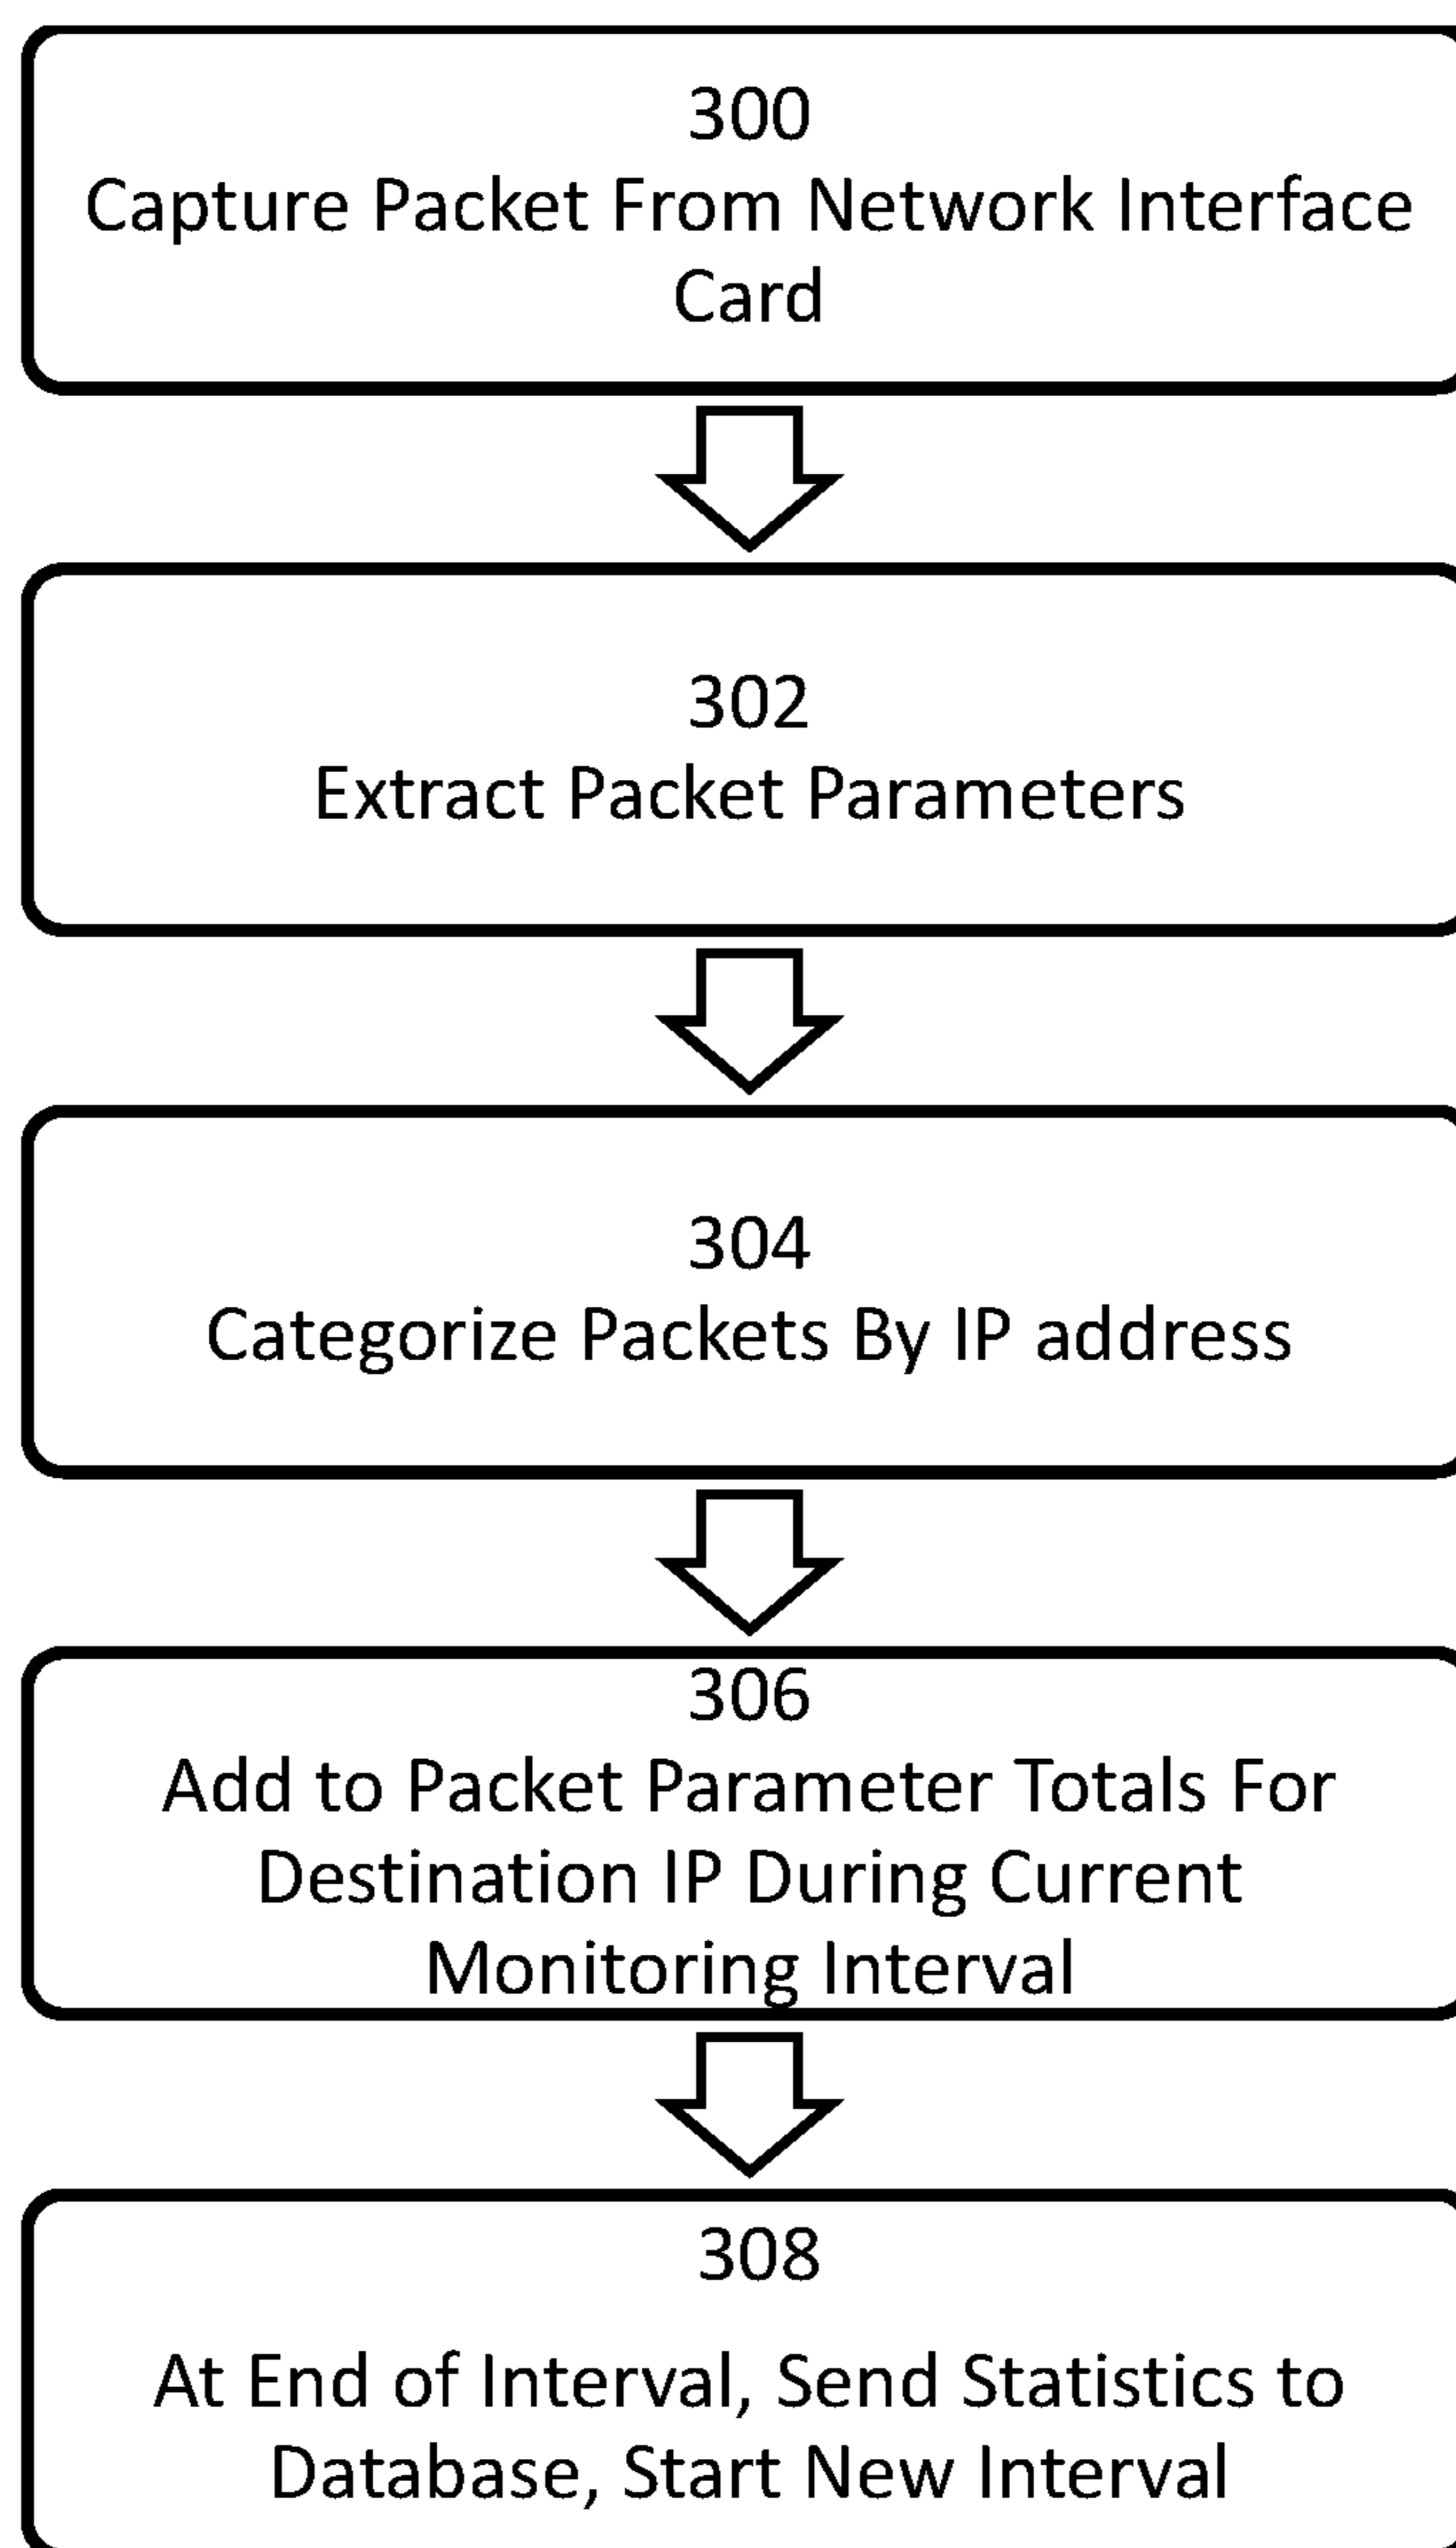 300
Capture Packet From Network Interface
Card
302
Extract Packet Parameters
304
Categorize Packets By IP address
306
Add to Packet Parameter Totals For
Destination IP During Current
Monitoring Interval
308
At End of Interval, Send Statistics to
Database, Start New Interval